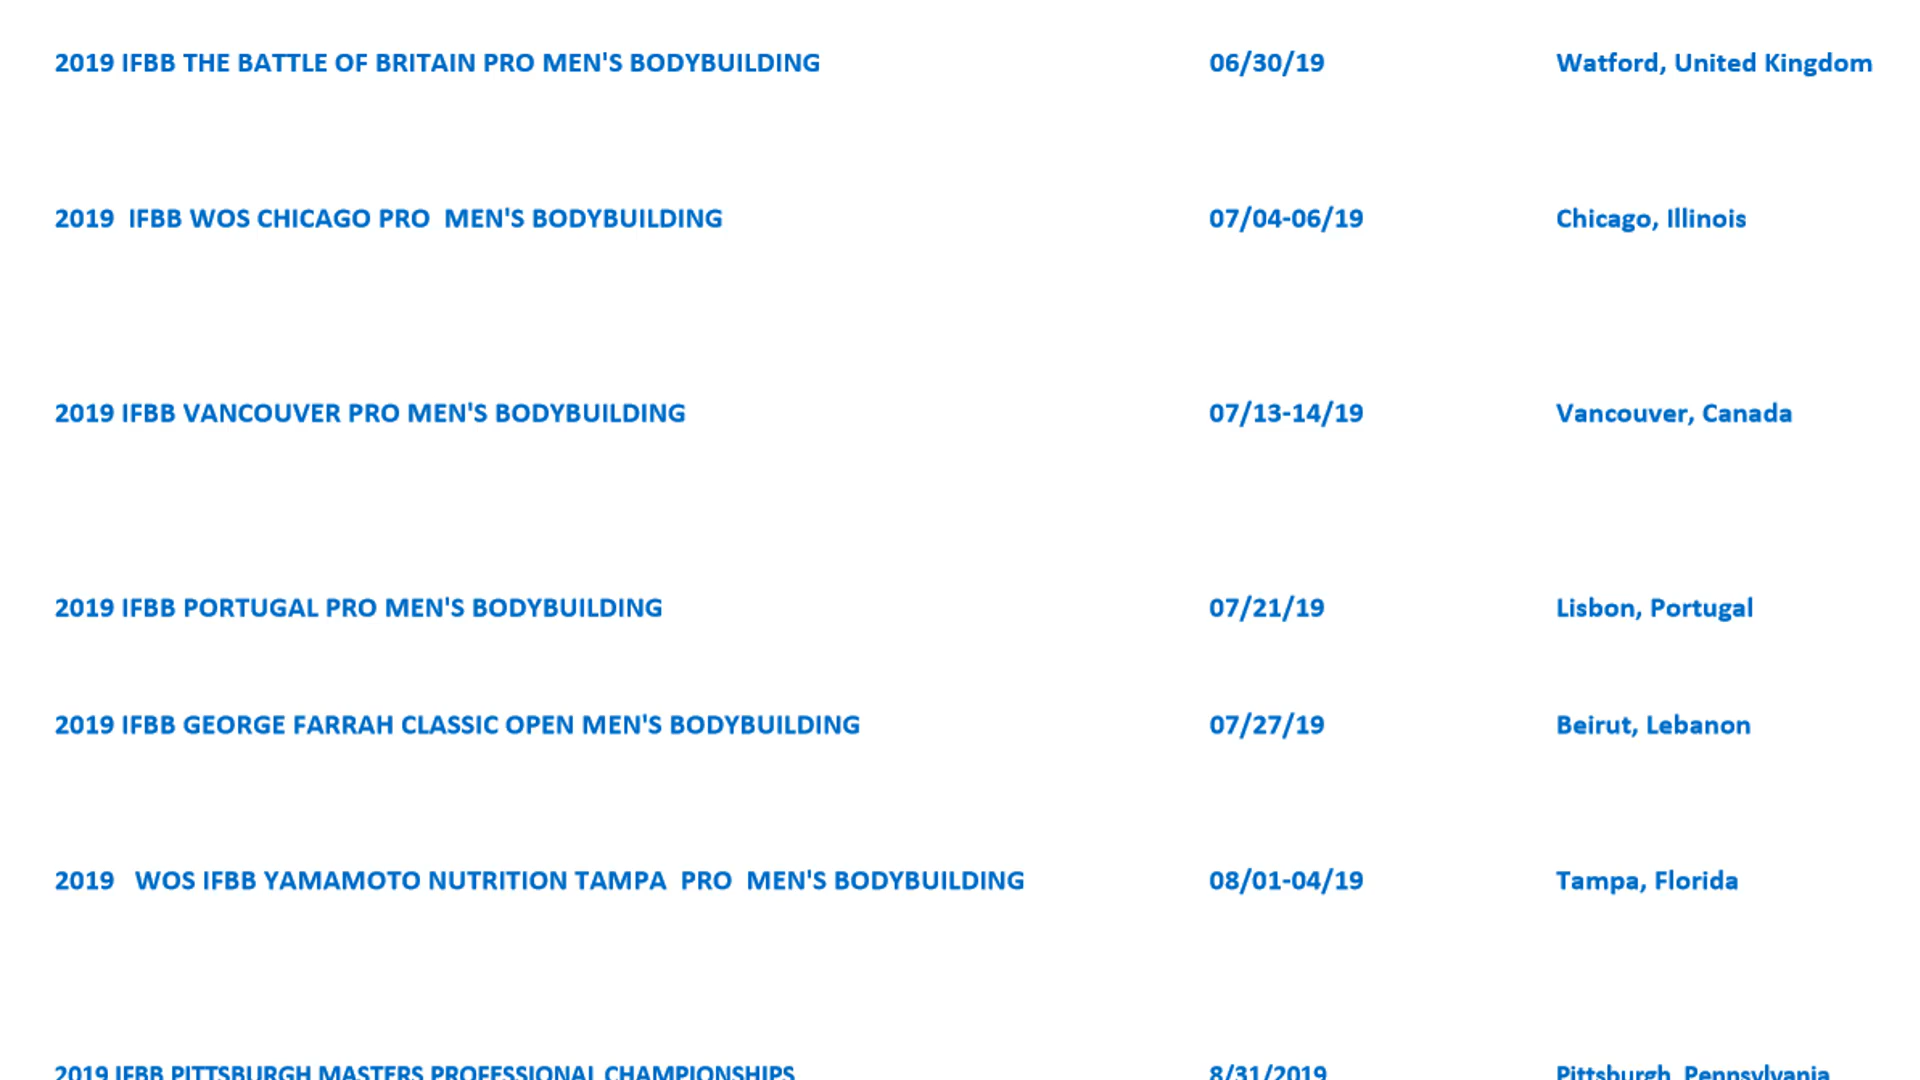 2019 IFBB THE BATTLE OF BRITAIN PRO MEN'S BODYBUILDING 06/30/19 Watford, United Kingdom
2019  IFBB WOS CHICAGO PRO  MEN'S BODYBUILDING 07/04-06/19 Chicago, Illinois
2019 IFBB VANCOUVER PRO MEN'S BODYBUILDING 07/13-14/19 Vancouver, Canada
2019 IFBB PORTUGAL PRO MEN'S BODYBUILDING 07/21/19 Lisbon, Portugal
2019 IFBB GEORGE FARRAH CLASSIC OPEN MEN'S BODYBUILDING 07/27/19 Beirut, Lebanon
2019   WOS IFBB YAMAMOTO NUTRITION TAMPA  PRO  MEN'S BODYBUILDING 08/01-04/19 Tampa, Florida
2019 IFBB PITTSBURGH MASTERS PROFESSIONAL CHAMPIONSHIPS 8/31/2019 Pittsburgh, Pennsylvania